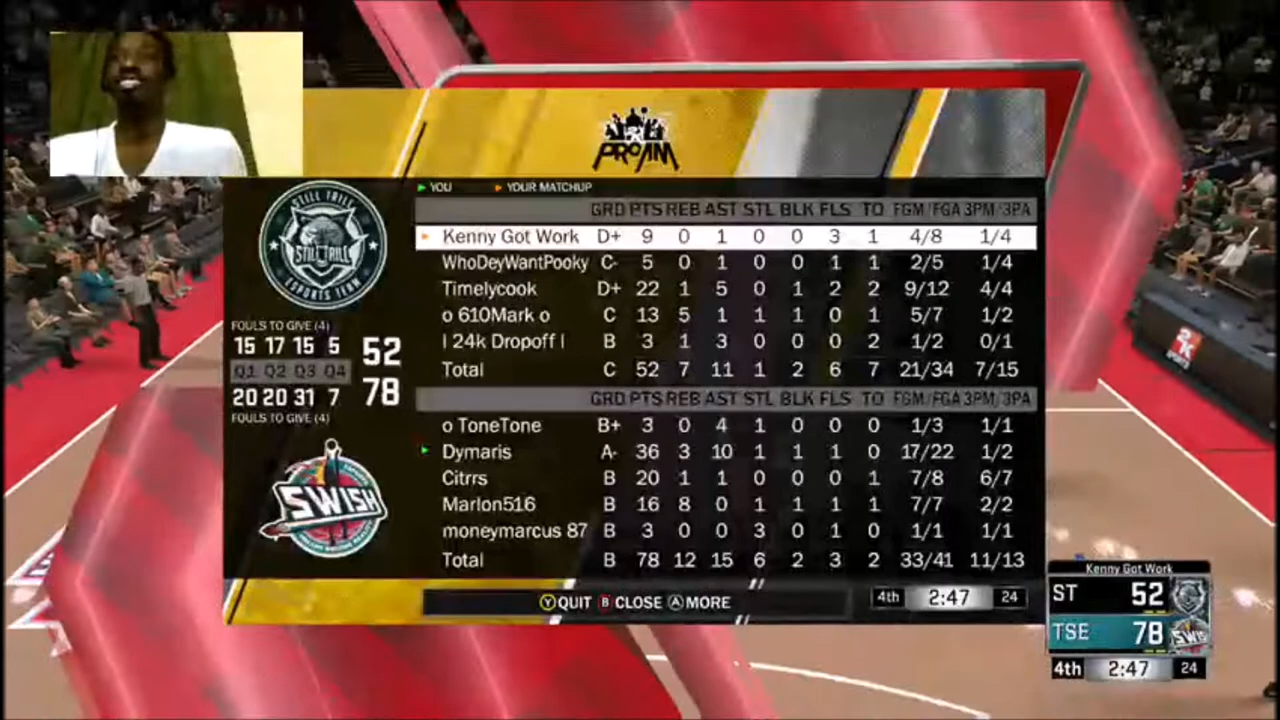 PRO AM
YOU YOUR MATCHUP
GRD PTS REB AST STL BLK FLS TO FGM/FGA 3PM/3PA
Kenny Got Work D+ 9 0 1 0 0 3 1 4/8 1/4
WhoDeyWantPooky C- 5 0 1 0 0 1 1 2/5 1/4
Timelycook D+ 22 1 5 0 1 2 2 9/12 4/4
o 610Mark o C 13 5 1 1 1 0 1 5/7 1/2
l 24k Dropoff l B 3 1 3 0 0 0 2 1/2 0/1
Total C 52 7 11 1 2 6 7 21/34 7/15
STILL TRILL
STILL TRILL
ESPORTS TEAM
FOULS TO GIVE (4)
15 17 15 5 52
Q1 Q2 Q3 Q4
20 20 31 7 78
FOULS TO GIVE (4)
SWISH
GRD PTS REB AST STL BLK FLS TO FGM/FGA 3PM/3PA
o ToneTone B+ 3 0 4 1 0 0 0 1/3 1/1
Dymaris A- 36 3 10 1 1 1 0 17/22 1/2
Citrrs B 20 1 1 0 0 0 1 7/8 6/7
Marlon516 B 16 8 0 1 1 1 1 7/7 2/2
moneymarcus 87 B 3 0 0 3 0 1 0 1/1 1/1
Total B 78 12 15 6 2 3 2 33/41 11/13
Y QUIT B CLOSE A MORE
4th 2:47 24
2K
Kenny Got Work
ST 52
TSE 78
SWIS
4th 2:47 24